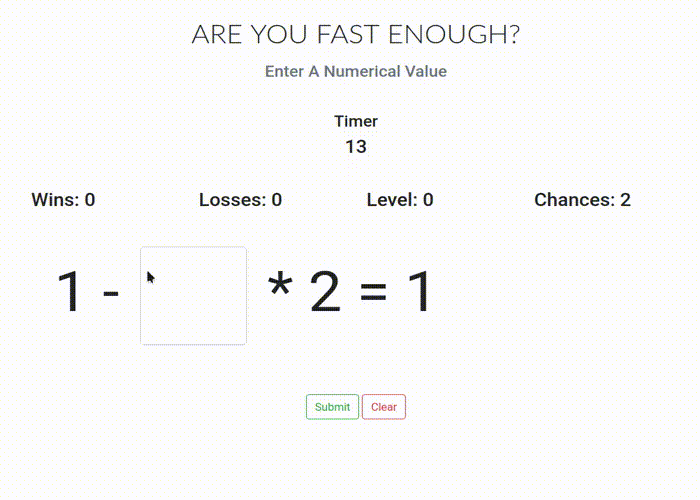 ARE YOU FAST ENOUGH?
Enter A Numerical Value
Timer
13
Wins: 0 Losses: 0 Level: 0 Chances: 2
1 - * 2 = 1
Submit Clear